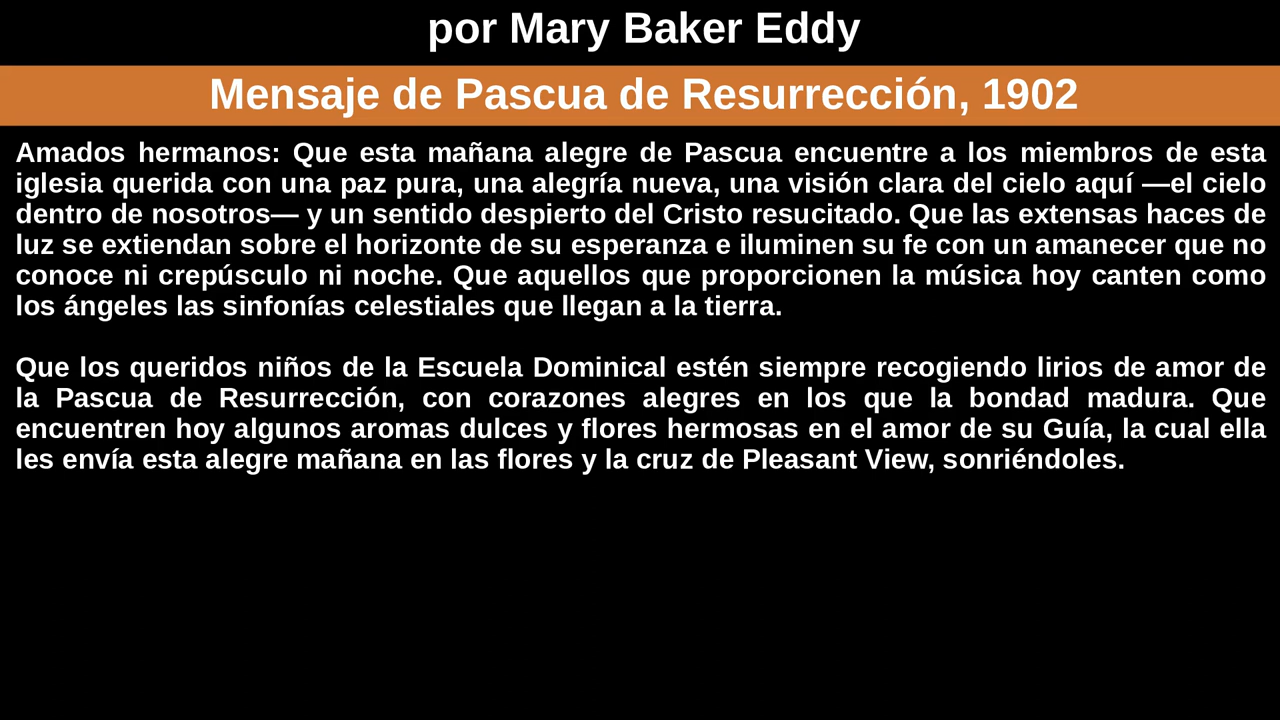 por Mary Baker Eddy
Mensaje de Pascua de Resurrección, 1902
Amados hermanos: Que esta mañana alegre de Pascua encuentre a los miembros de esta
iglesia querida con una paz pura, una alegría nueva, una visión clara del cielo aquí —el cielo
dentro de nosotros— y un sentido despierto del Cristo resucitado. Que las extensas haces de
luz se extiendan sobre el horizonte de su esperanza e iluminen su fe con un amanecer que no
conoce ni crepúsculo ni noche. Que aquellos que proporcionen la música hoy canten como
los ángeles las sinfonías celestiales que llegan a la tierra.
Que los queridos niños de la Escuela Dominical estén siempre recogiendo lirios de amor de
la Pascua de Resurrección, con corazones alegres en los que la bondad madura. Que
encuentren hoy algunos aromas dulces y flores hermosas en el amor de su Guía, la cual ella
les envía esta alegre mañana en las flores y la cruz de Pleasant View, sonriéndoles.